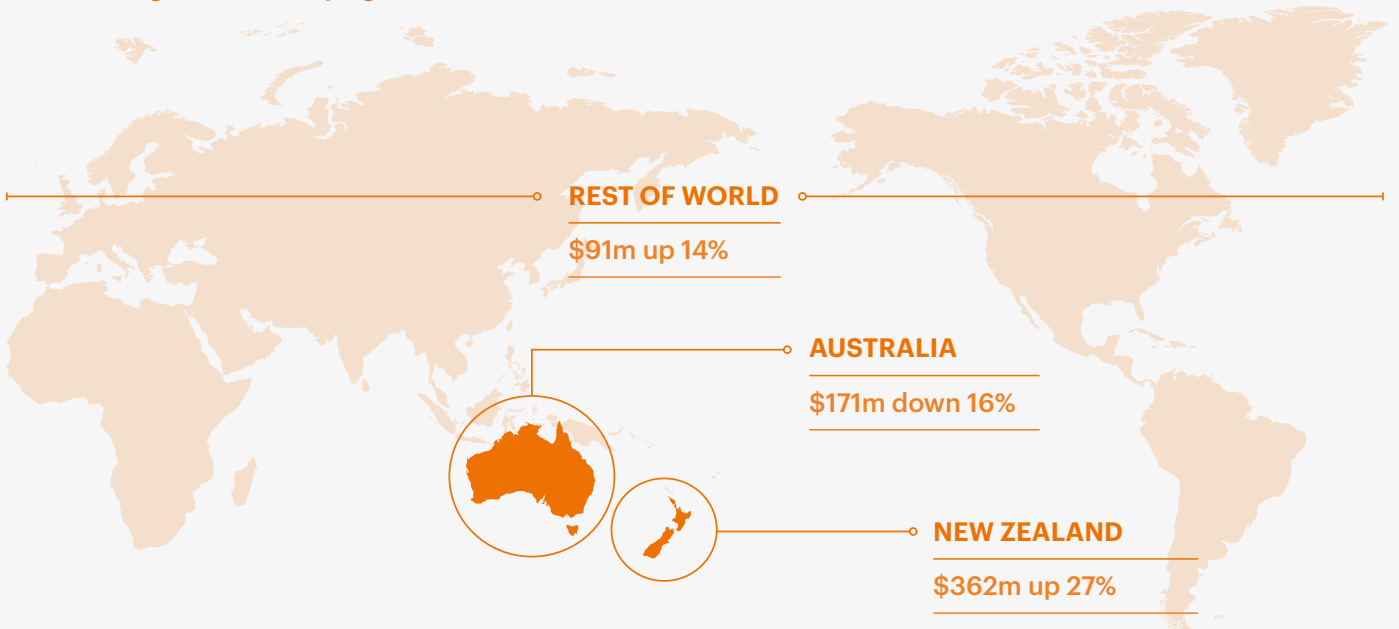 REST OF WORLD
$91m up 14%
AUSTRALIA
$171m down 16%
NEW ZEALAND
$362m up 27%